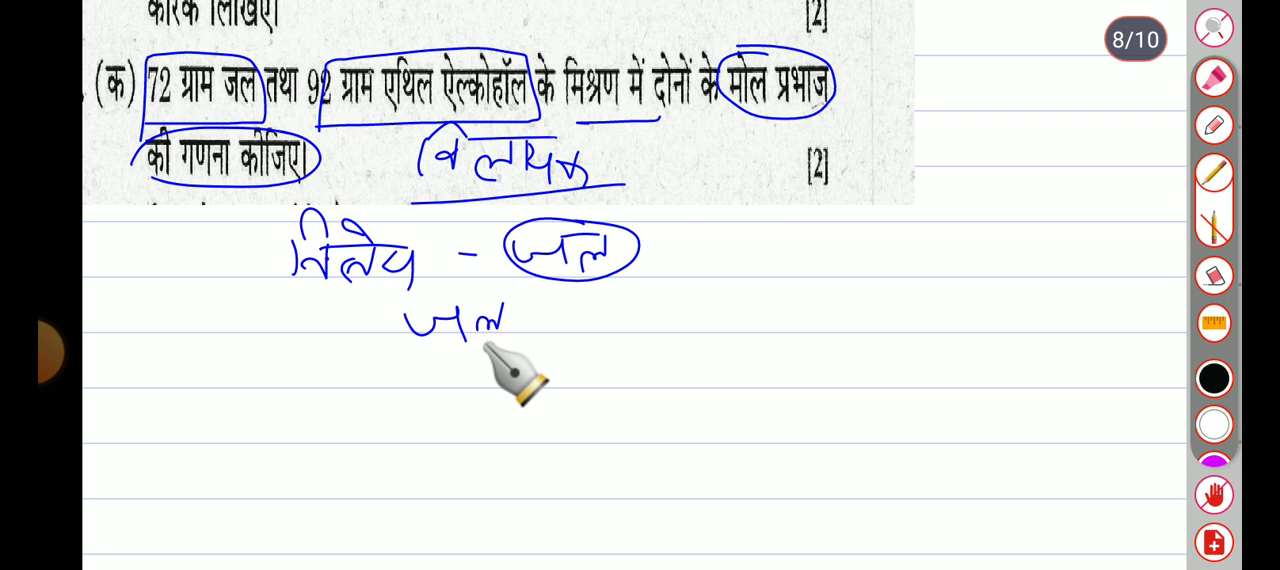 कारक लिखिए। [2]
8/10
(क) 72 ग्राम जल तथा 92 ग्राम एथिल ऐल्कोहॉल के मिश्रण में दोनों के मोल प्रभाज
की गणना कीजिए। [2]
विलायक
विलेय - जल
जल